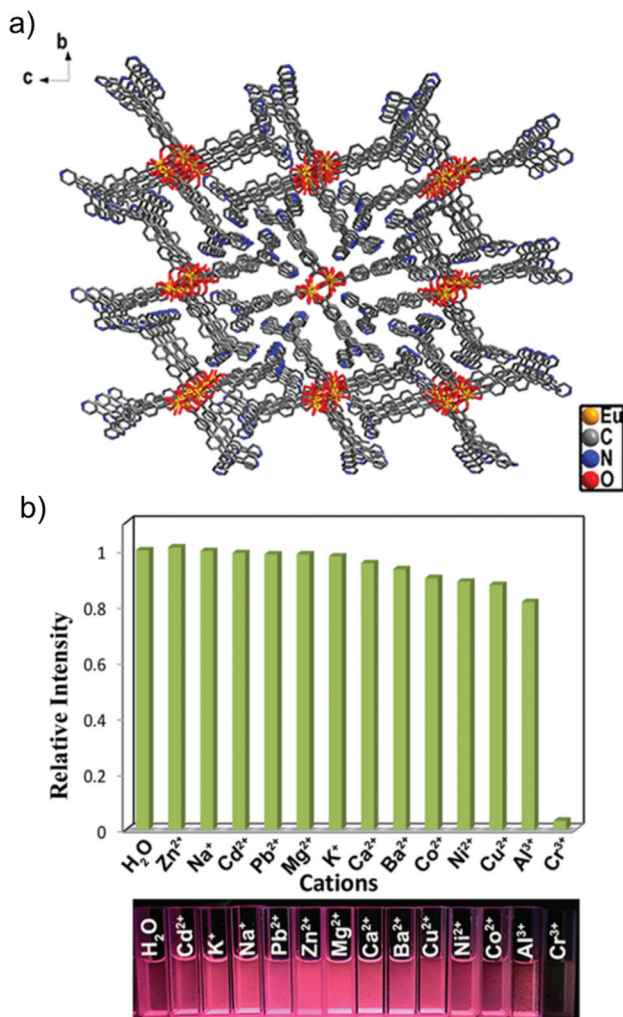 a)
b
c
Eu
C
N
O
b)
Relative Intensity
1
0.8
0.6
0.4
0.2
0
H₂O Zn²⁺ Na⁺ Cd²⁺ Pb²⁺ Mg²⁺ K⁺ Ca²⁺ Ba²⁺ Co²⁺ Ni²⁺ Cu²⁺ Al³⁺ Cr³⁺
Cations
H₂O Cd²⁺ K⁺ Na⁺ Pb²⁺ Zn²⁺ Mg²⁺ Ca²⁺ Ba²⁺ Cu²⁺ Ni²⁺ Co²⁺ Al³⁺ Cr³⁺